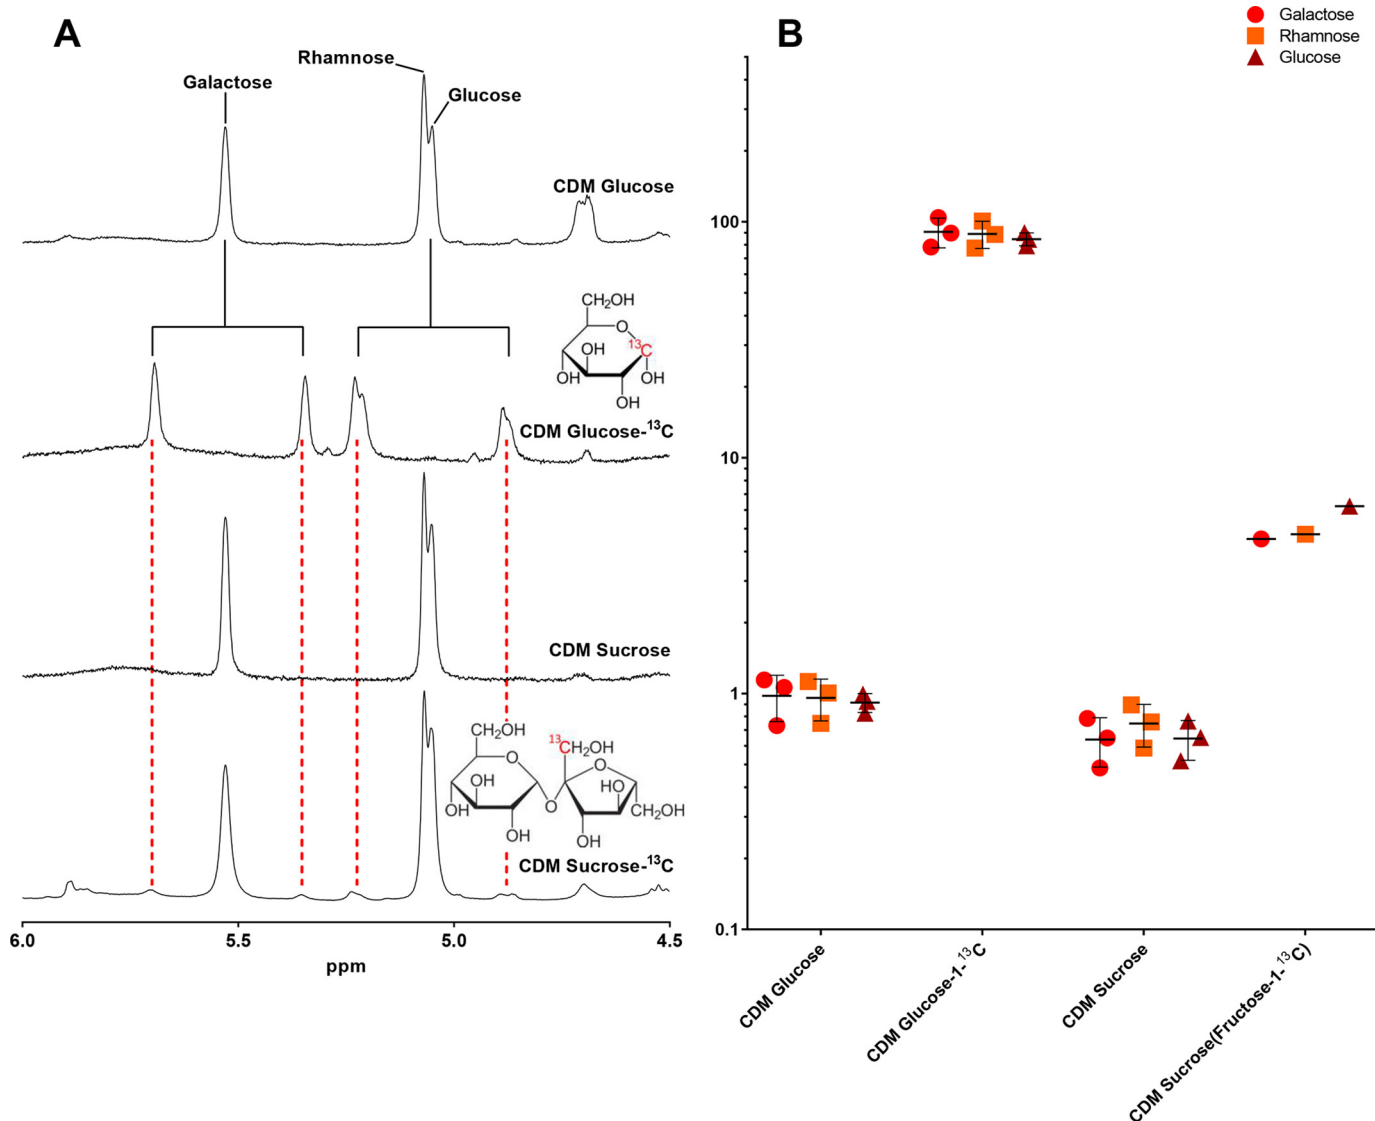 A
Rhamnose
Galactose
Glucose
CDM Glucose
CH₂OH
O
¹³C
OH
OH
OH
OH
CDM Glucose-¹³C
CDM Sucrose
CH₂OH
¹³CH₂OH
O
O
OH
HO
OH
O
CH₂OH
OH
OH
CDM Sucrose-¹³C
6.0
5.5
5.0
4.5
ppm
B
Galactose
Rhamnose
Glucose
100
10
1
0.1
CDM Glucose
CDM Glucose-1-¹³C
CDM Sucrose
CDM Sucrose(Fructose-1-¹³C)